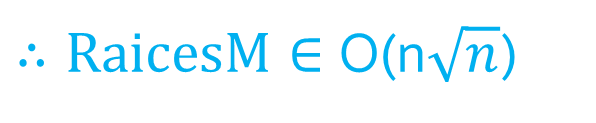 ∴ RaicesM ∈ O(n√n)